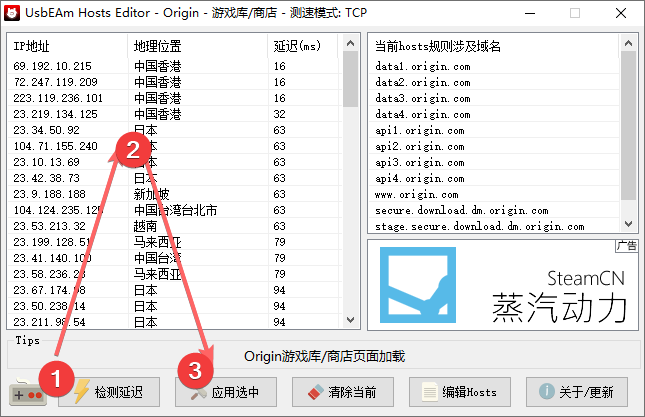 UsbEAm Hosts Editor - Origin - 游戏库/商店 - 测速模式: TCP
IP地址 地理位置 延迟(ms)
69.192.10.215 中国香港 16
72.247.119.209 中国香港 16
223.119.236.101 中国香港 16
23.219.134.125 中国香港 32
23.34.50.92 日本 63
104.71.155.240 63
23.10.13.69 日本 63
23.42.38.73 日本 63
23.9.188.188 新加坡 63
104.124.235.125 中国台湾台北市 63
23.53.213.32 越南 63
23.199.128.51 马来西亚 79
23.41.140.100 中国台湾 79
23.58.236.23 马来西亚 79
23.67.174.98 日本 94
23.50.238.14 日本 94
23.211.98.54 日本 94
当前hosts规则涉及域名
data1.origin.com
data2.origin.com
data3.origin.com
data4.origin.com
api1.origin.com
api2.origin.com
api3.origin.com
api4.origin.com
www.origin.com
secure.download.dm.origin.com
stage.secure.download.dm.origin.com
广告
SteamCN
蒸汽动力
Tips
Origin游戏库/商店页面加载
检测延迟 应用选中 清除当前 编辑Hosts 关于/更新
1
2
3